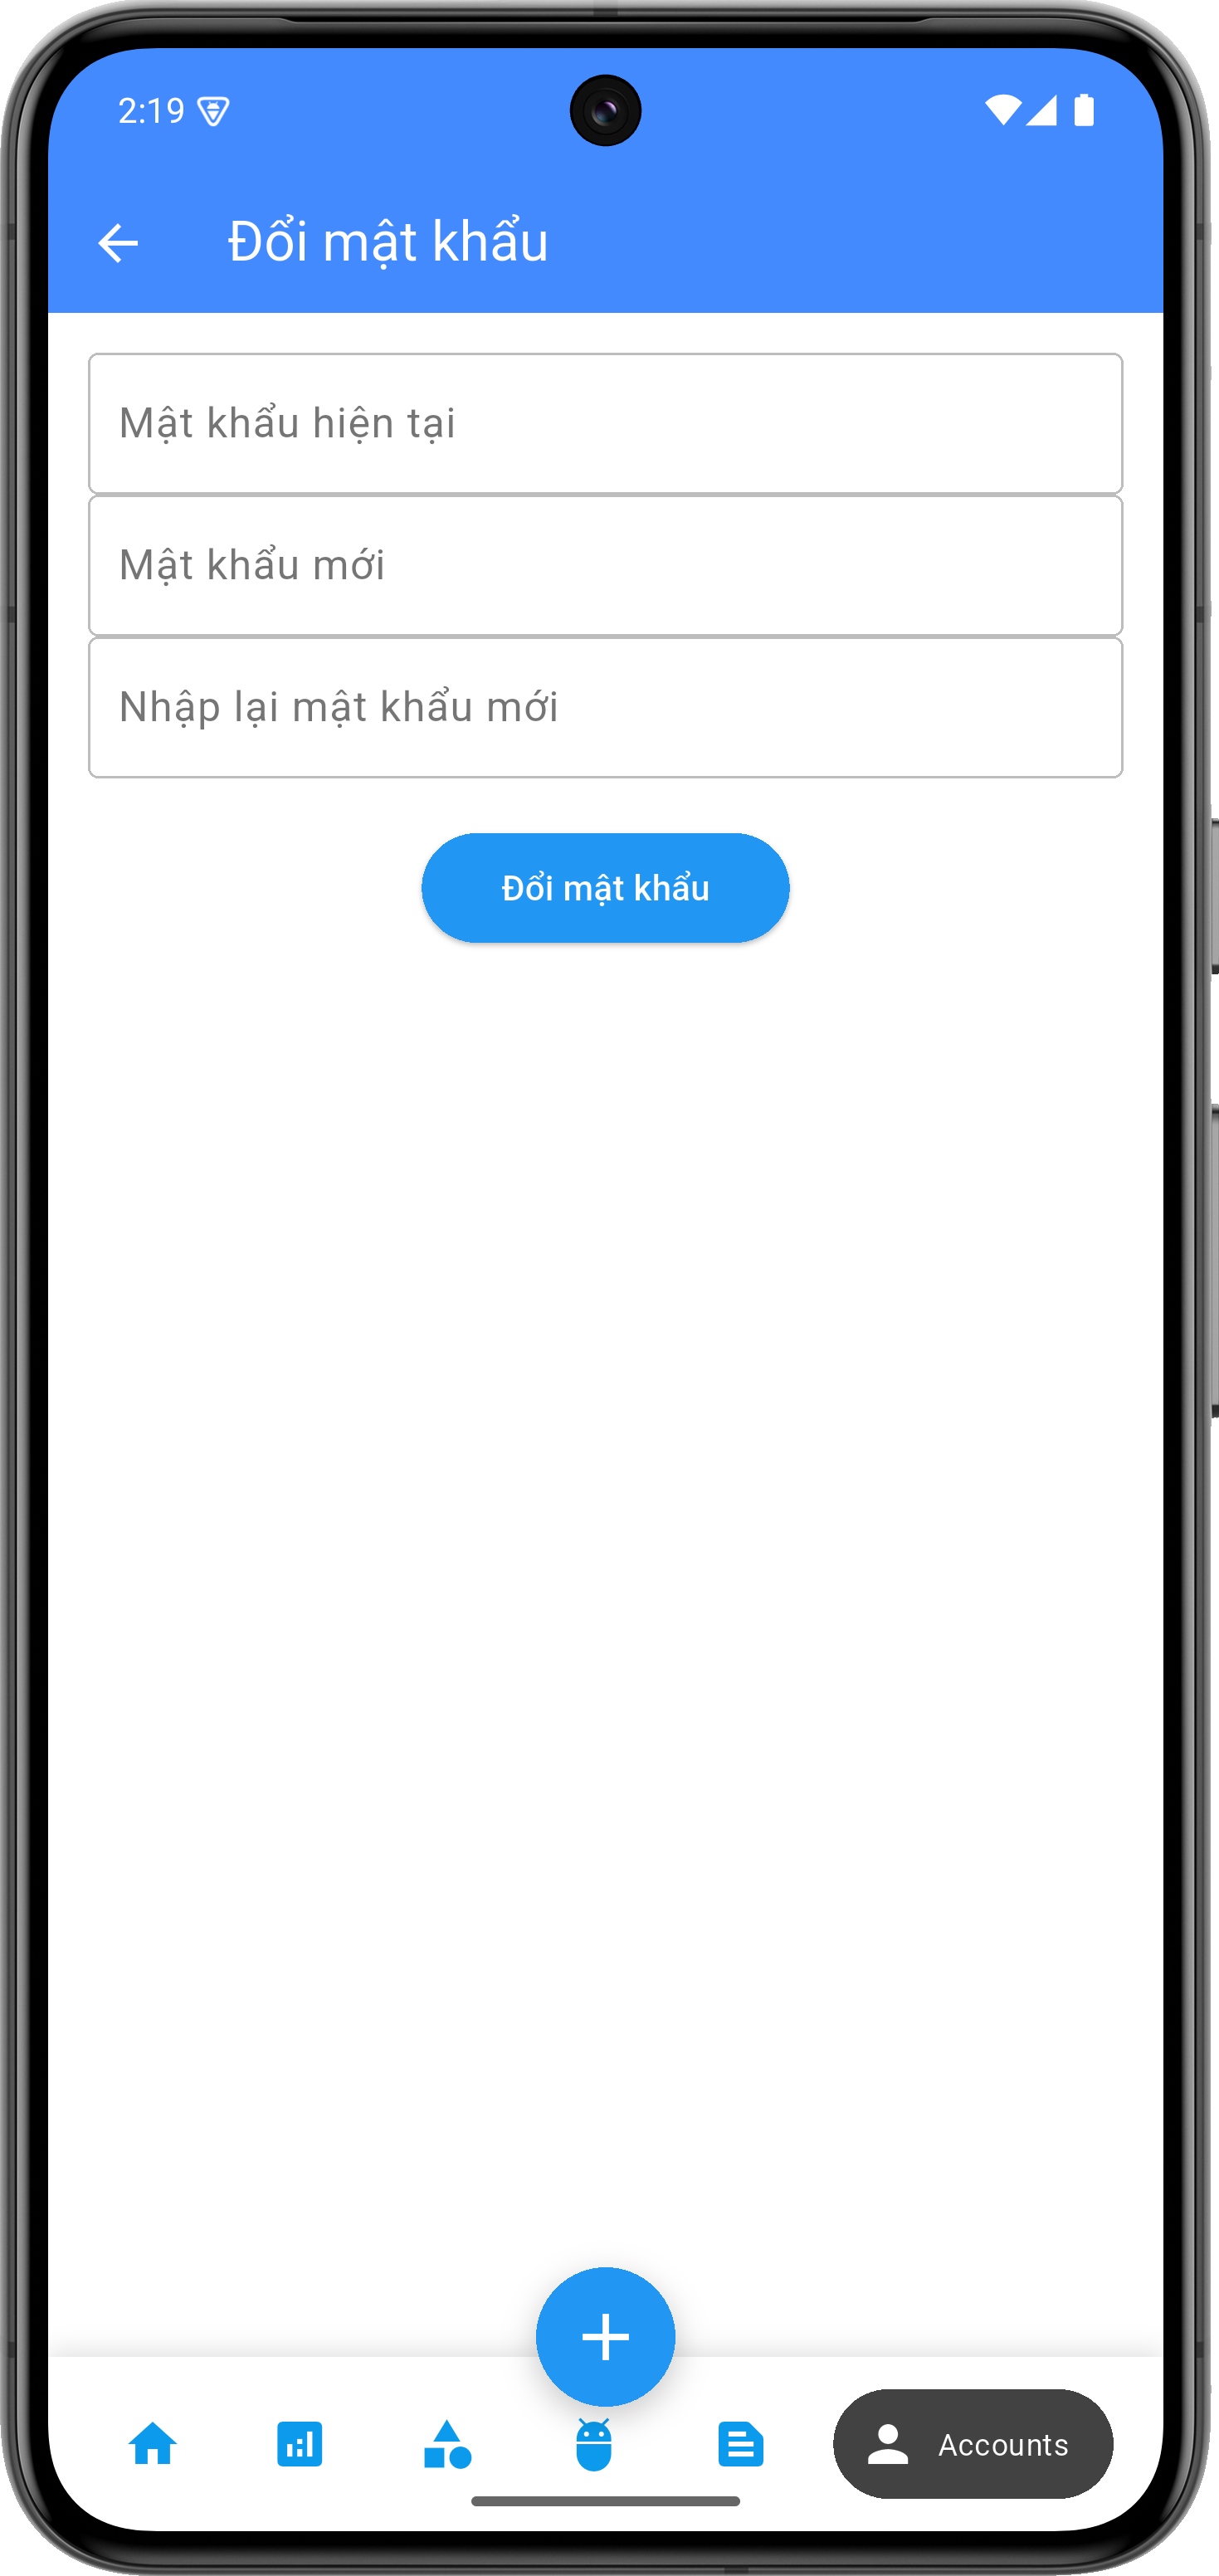 2:19
Đổi mật khẩu
Mật khẩu hiện tại
Mật khẩu mới
Nhập lại mật khẩu mới
Đổi mật khẩu
Accounts